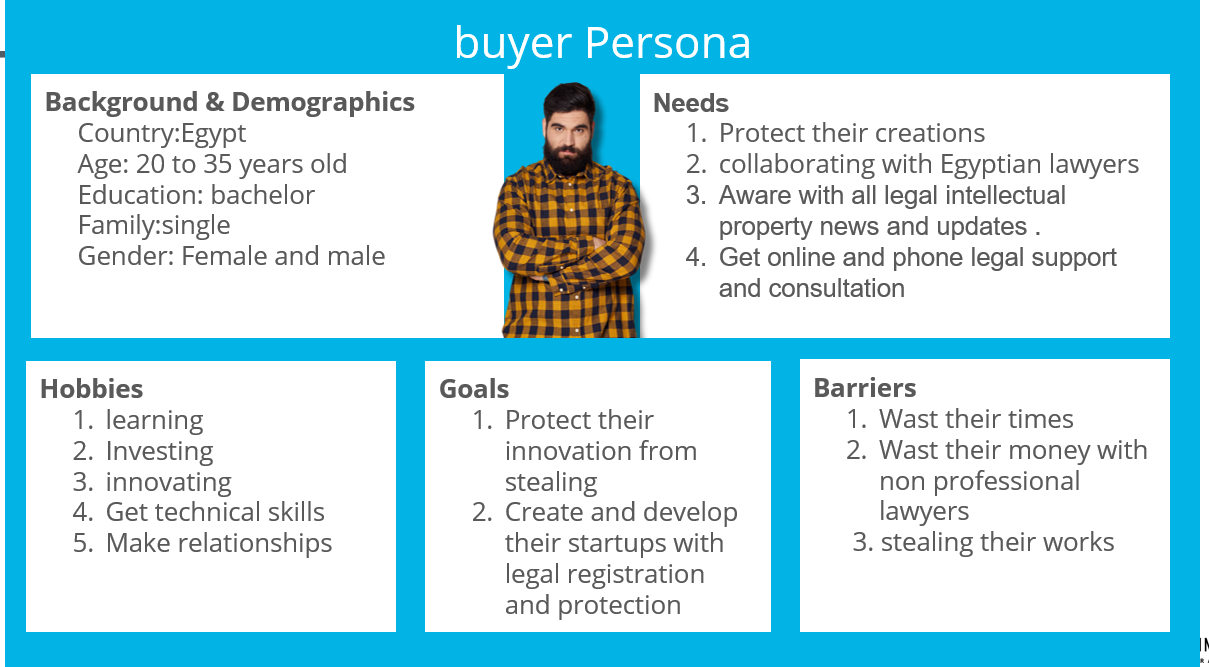 buyer Persona
Background & Demographics
Country:Egypt
Age: 20 to 35 years old
Education: bachelor
Family:single
Gender: Female and male
Needs
1. Protect their creations
2. collaborating with Egyptian lawyers
3. Aware with all legal intellectual
property news and updates .
4. Get online and phone legal support
and consultation
Hobbies
1. learning
2. Investing
3. innovating
4. Get technical skills
5. Make relationships
Goals
1. Protect their
innovation from
stealing
2. Create and develop
their startups with
legal registration
and protection
Barriers
1. Wast their times
2. Wast their money with
non professional
lawyers
3. stealing their works